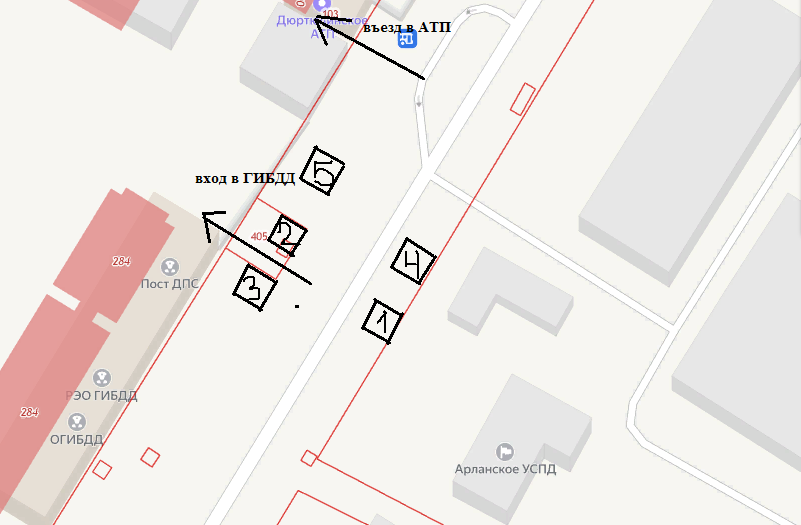 103
Дюртюлинское
АТП
въезд в АТП
5
вход в ГИБДД
405
2
284
Пост ДПС
3
4
1
РЭО ГИБДД
284
ОГИБДД
Арланское УСПД